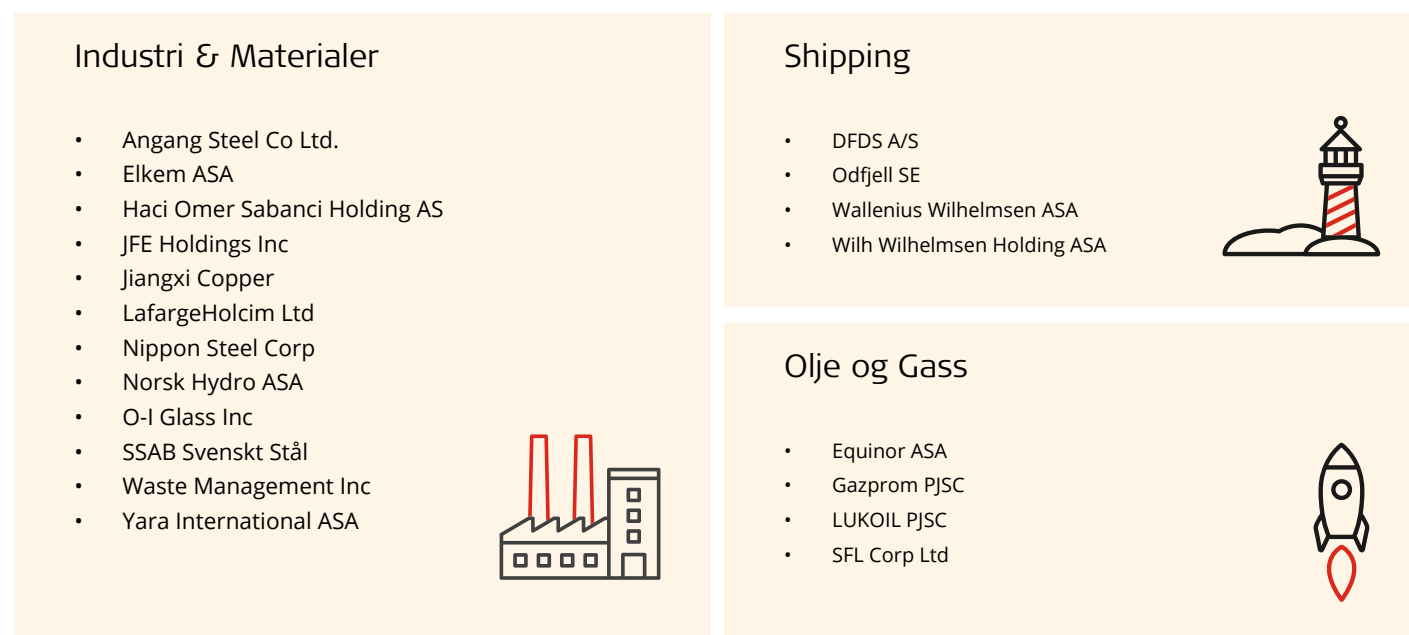 Industri & Materialer
• Angang Steel Co Ltd.
• Elkem ASA
• Haci Omer Sabanci Holding AS
• JFE Holdings Inc
• Jiangxi Copper
• LafargeHolcim Ltd
• Nippon Steel Corp
• Norsk Hydro ASA
• O-I Glass Inc
• SSAB Svenskt Stål
• Waste Management Inc
• Yara International ASA
Shipping
• DFDS A/S
• Odfjell SE
• Wallenius Wilhelmsen ASA
• Wilh Wilhelmsen Holding ASA
Olje og Gass
• Equinor ASA
• Gazprom PJSC
• LUKOIL PJSC
• SFL Corp Ltd